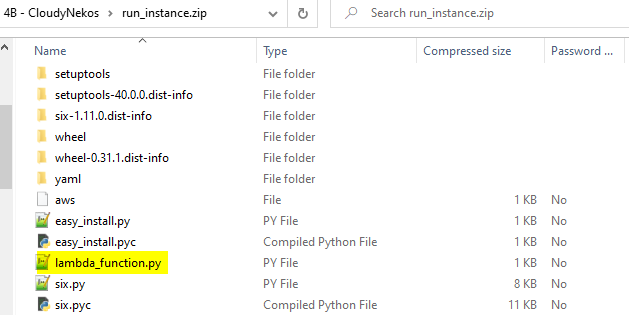 4B - CloudyNekos > run_instance.zip Search run_instance.zip
Name Type Compressed size Password ...
setuptools File folder
setuptools-40.0.0.dist-info File folder
six-1.11.0.dist-info File folder
wheel File folder
wheel-0.31.1.dist-info File folder
yaml File folder
aws File 1 KB No
easy_install.py PY File 1 KB No
easy_install.pyc Compiled Python File 1 KB No
lambda_function.py PY File 1 KB No
six.py PY File 8 KB No
six.pyc Compiled Python File 11 KB No